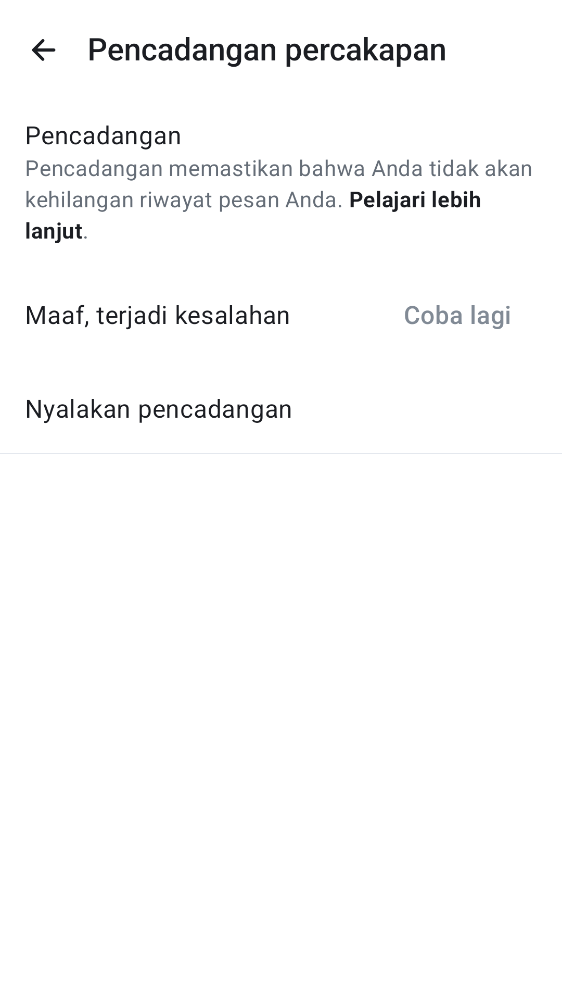 Pencadangan percakapan
Pencadangan
Pencadangan memastikan bahwa Anda tidak akan
kehilangan riwayat pesan Anda. Pelajari lebih
lanjut.
Maaf, terjadi kesalahan Coba lagi
Nyalakan pencadangan